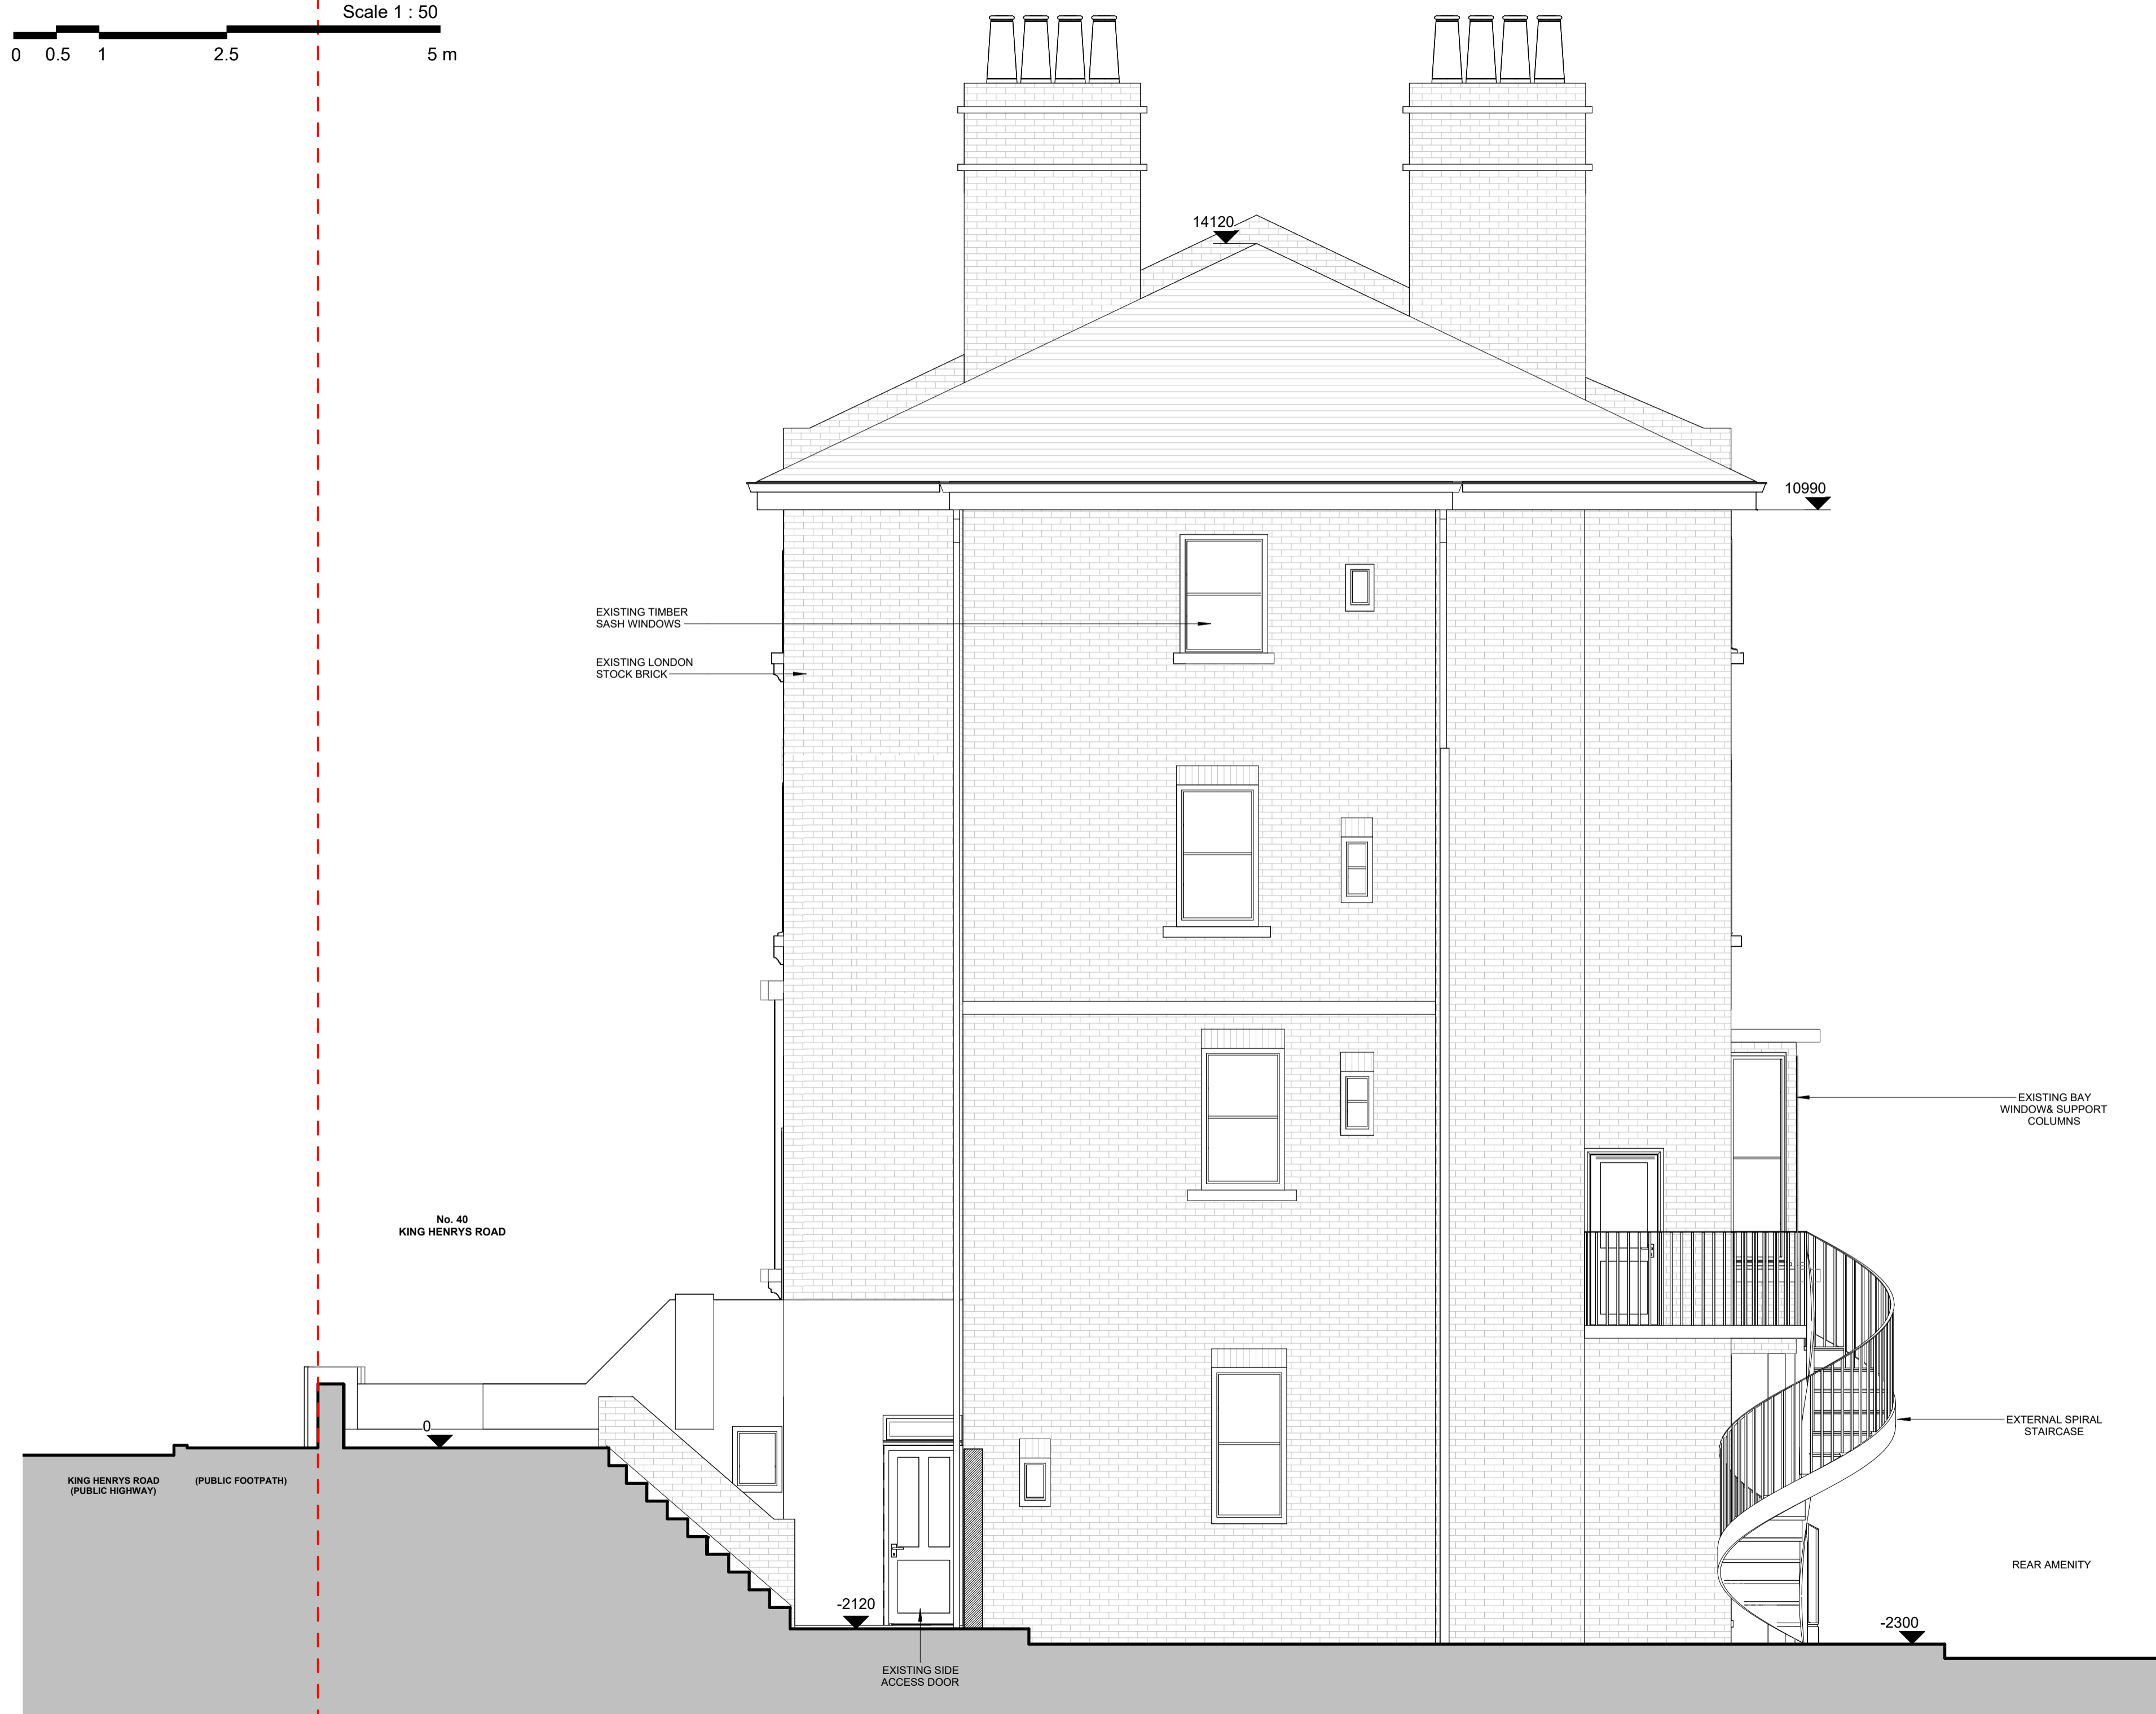 Scale 1 : 50
0 0.5 1 2.5 5 m
14120
10990
EXISTING TIMBER
SASH WINDOWS
EXISTING LONDON
STOCK BRICK
EXISTING BAY
WINDOW& SUPPORT
COLUMNS
No. 40
KING HENRYS ROAD
0
EXTERNAL SPIRAL
STAIRCASE
KING HENRYS ROAD
(PUBLIC HIGHWAY)
(PUBLIC FOOTPATH)
REAR AMENITY
-2120
-2300
EXISTING SIDE
ACCESS DOOR